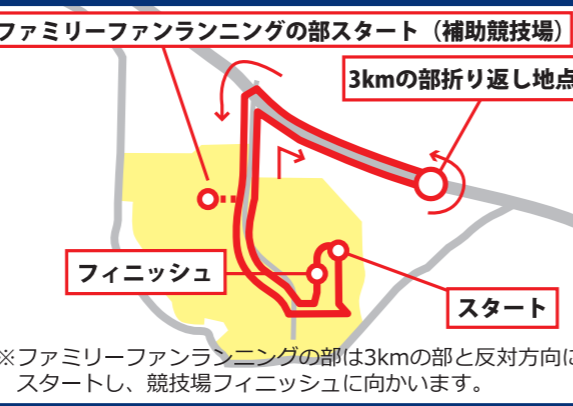 ファミリーファンランニングの部スタート（補助競技場）
3kmの部折り返し地点
フィニッシュ
スタート
※ファミリーファンランニングの部は3kmの部と反対方向に
スタートし、競技場フィニッシュに向かいます。